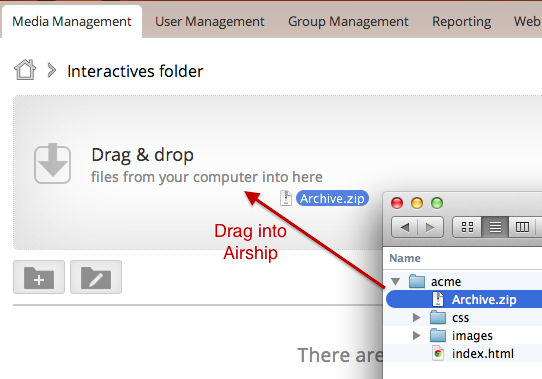 Media Management User Management Group Management Reporting Web
Interactives folder
Drag & drop
files from your computer into here
Archive.zip
Drag into
Airship
Name
acme
Archive.zip
css
images
index.html
There are